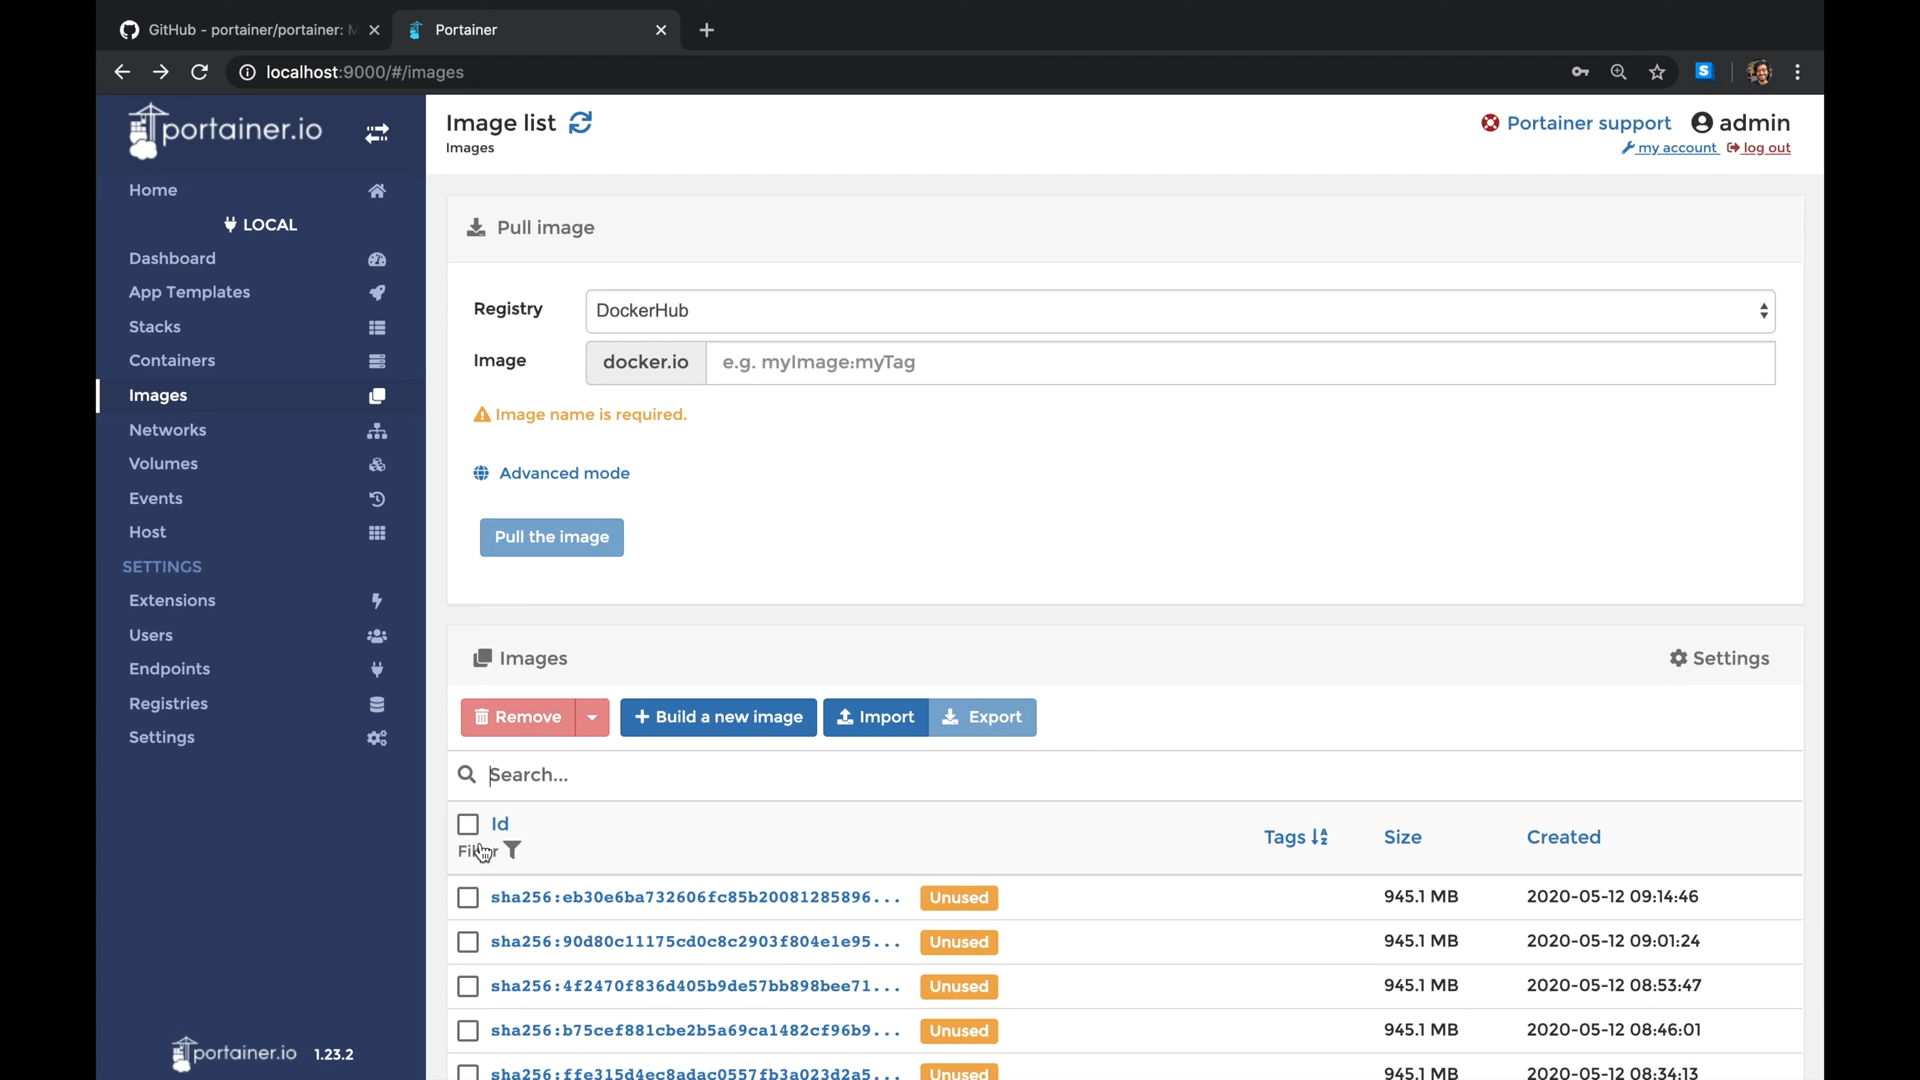 GitHub - portainer/portainer: M
Portainer
localhost:9000/#/images
portainer.io
Home
LOCAL
Dashboard
App Templates
Stacks
Containers
Images
Networks
Volumes
Events
Host
SETTINGS
Extensions
Users
Endpoints
Registries
Settings
portainer.io 1.23.2
Image list
Images
Portainer support admin
my account log out
Pull image
Registry DockerHub
Image docker.io e.g. myImage:myTag
Image name is required.
Advanced mode
Pull the image
Images Settings
Remove + Build a new image Import Export
Search...
Id
Filter
Tags Size Created
sha256:eb30e6ba732606fc85b20081285896... Unused 945.1 MB 2020-05-12 09:14:46
sha256:90d80c11175cd0c8c2903f804e1e95... Unused 945.1 MB 2020-05-12 09:01:24
sha256:4f2470f836d405b9de57bb898bee71... Unused 945.1 MB 2020-05-12 08:53:47
sha256:b75cef881cbe2b5a69ca1482cf96b9... Unused 945.1 MB 2020-05-12 08:46:01
sha256:ffe315d4ec8adac0557fb3a023d2a5... Unused 945.1 MB 2020-05-12 08:34:13